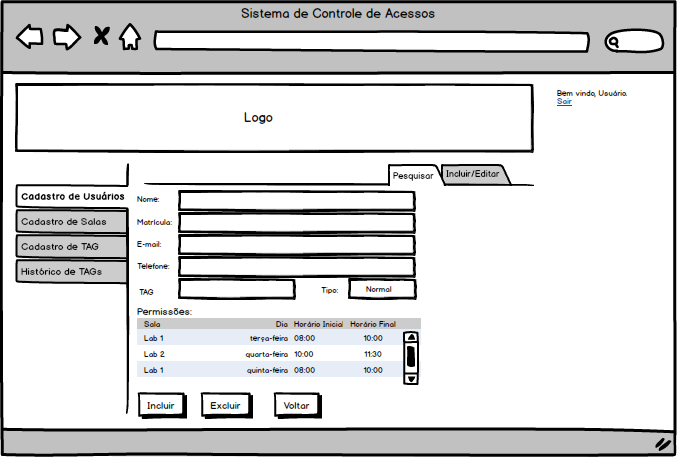 Sistema de Controle de Acessos
Bem vindo, Usuário.
Sair
Logo
Pesquisar
Incluir/Editar
Cadastro de Usuários
Cadastro de Salas
Cadastro de TAG
Histórico de TAGs
Nome:
Matrícula:
E-mail:
Telefone:
TAG
Tipo:
Normal
Permissões:
Sala Dia Horário Inicial Horário Final
Lab 1 terça-feira 08:00 10:00
Lab 2 quarta-feira 10:00 11:30
Lab 1 quinta-feira 08:00 10:00
Incluir
Excluir
Voltar